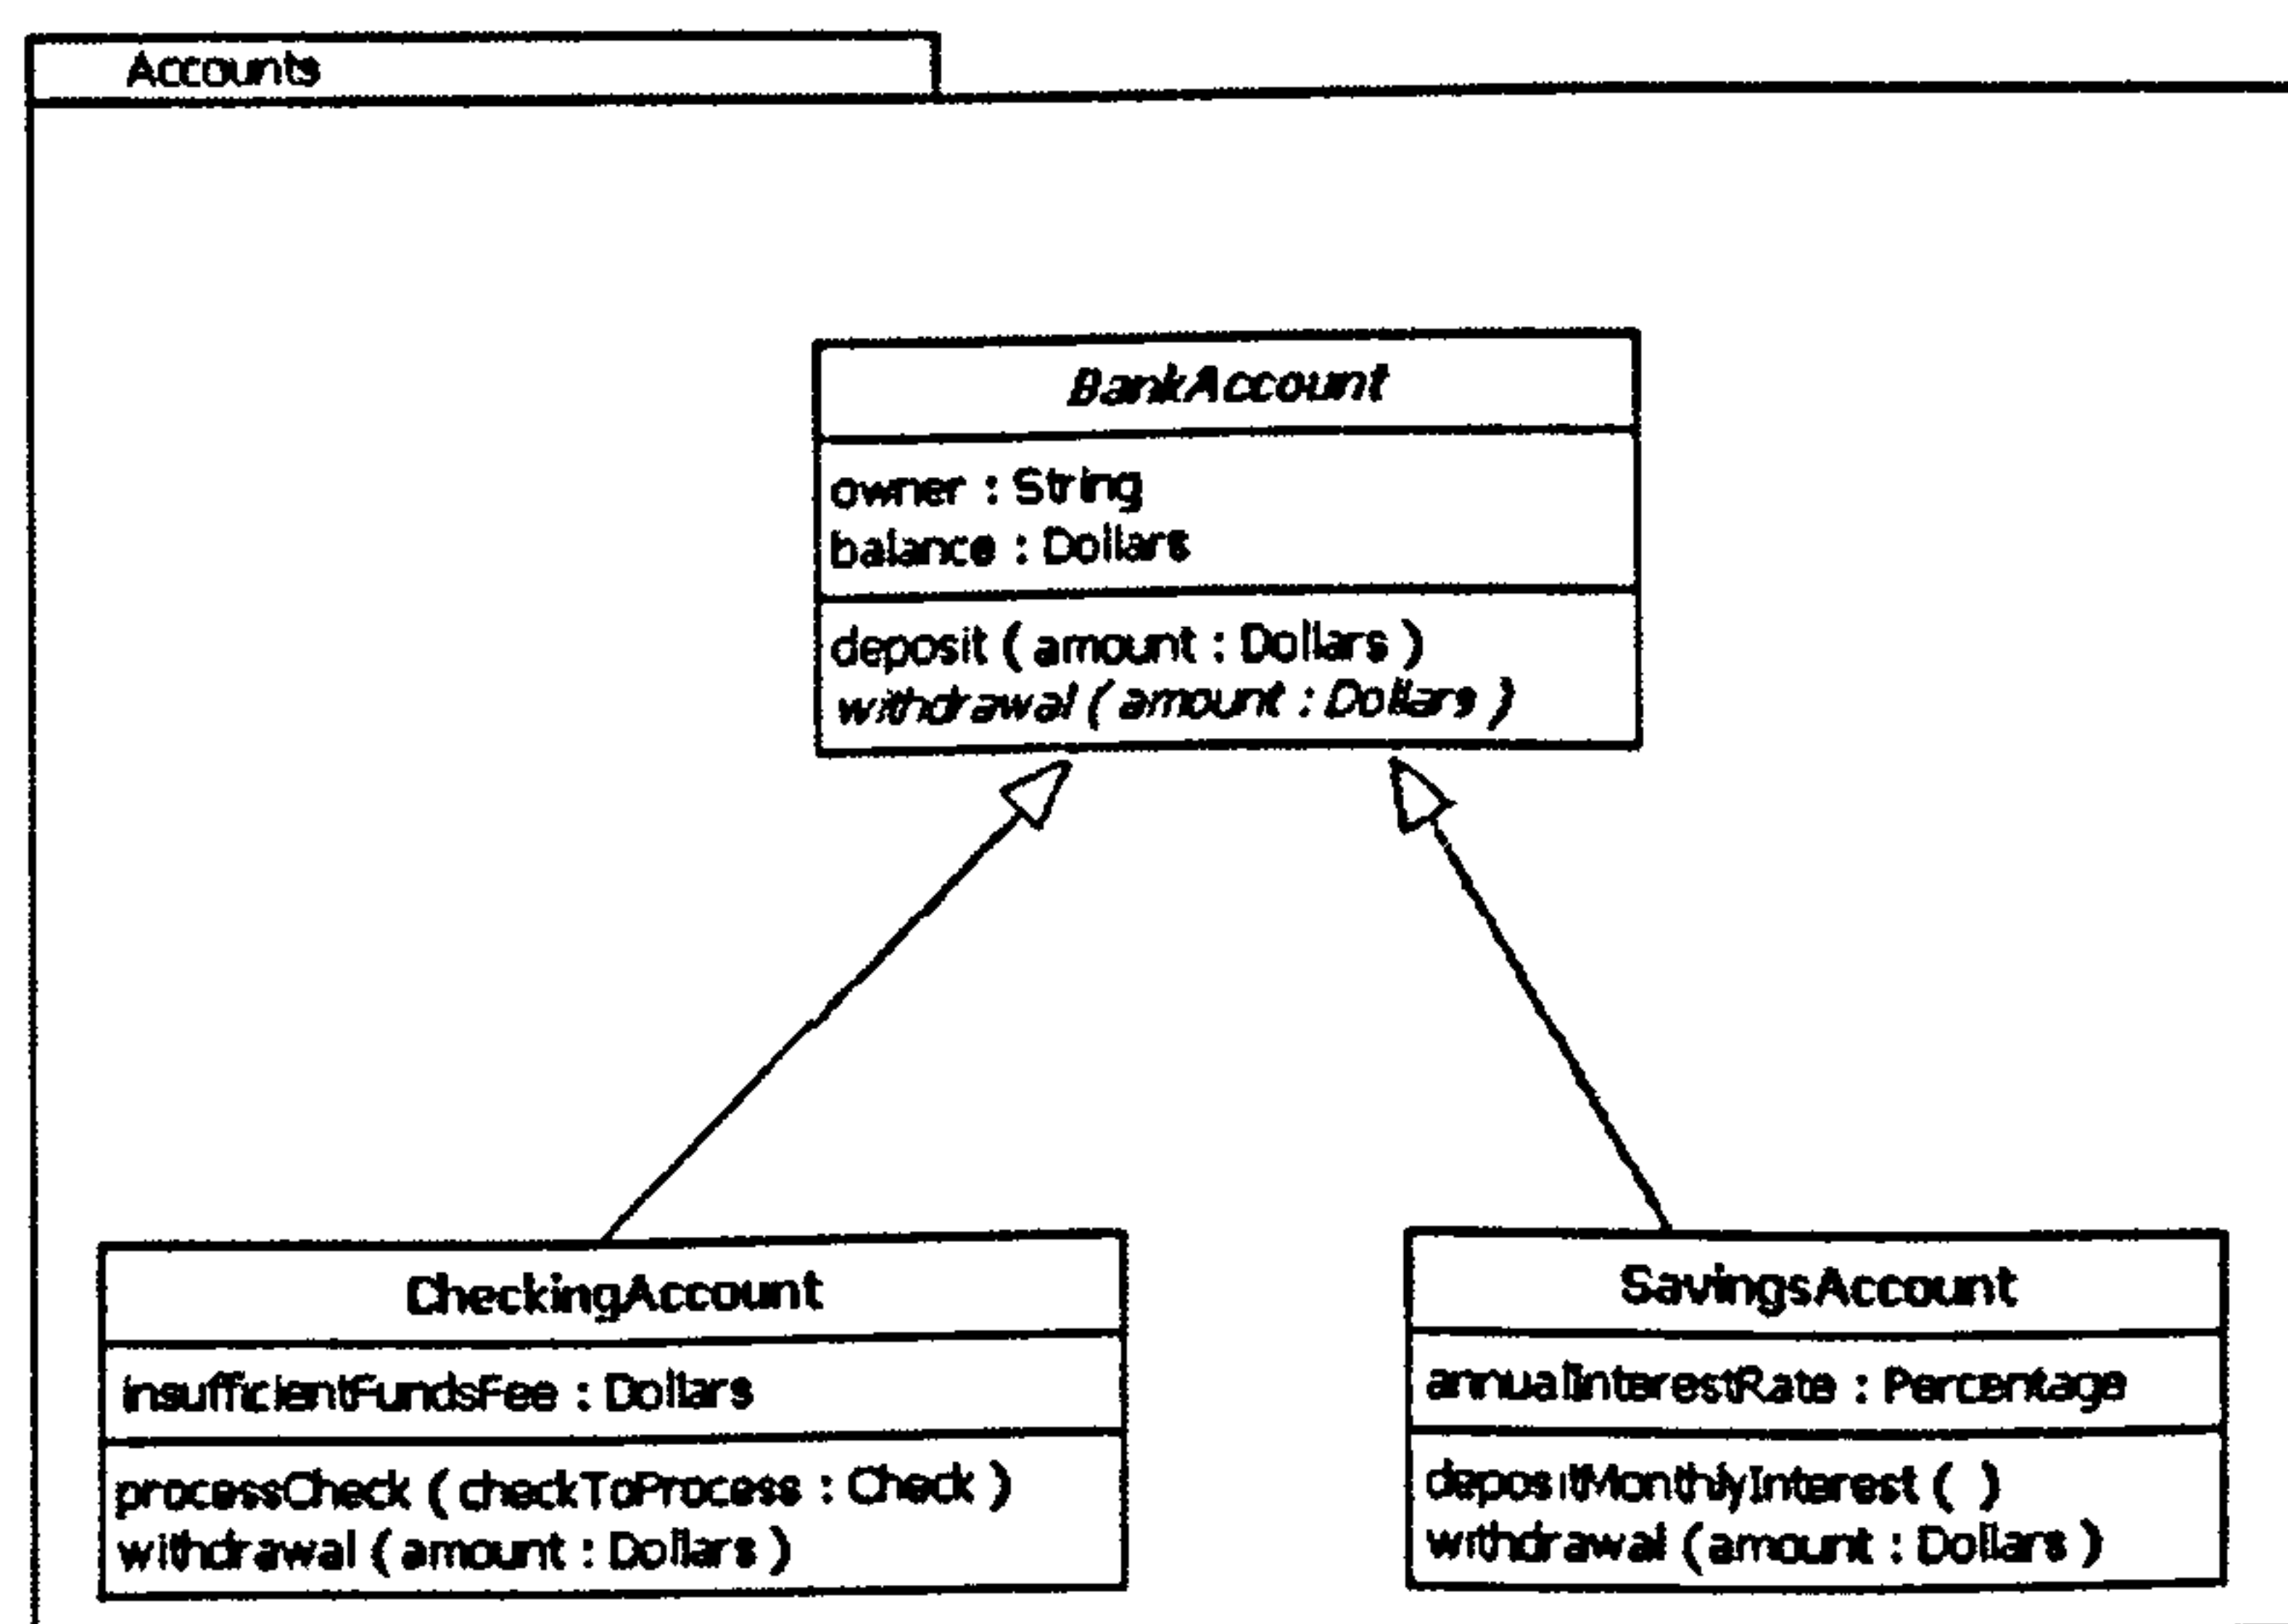 Accounts
BankAccount
owner : String
balance : Dollars
deposit ( amount : Dollars )
withdrawal ( amount : Dollars )
CheckingAccount
insufficientFundsFee : Dollars
processCheck ( checkToProcess : Check )
withdrawal ( amount : Dollars )
SavingsAccount
annualInterestRate : Percentage
depositMonthlyInterest ( )
withdrawal ( amount : Dollars )